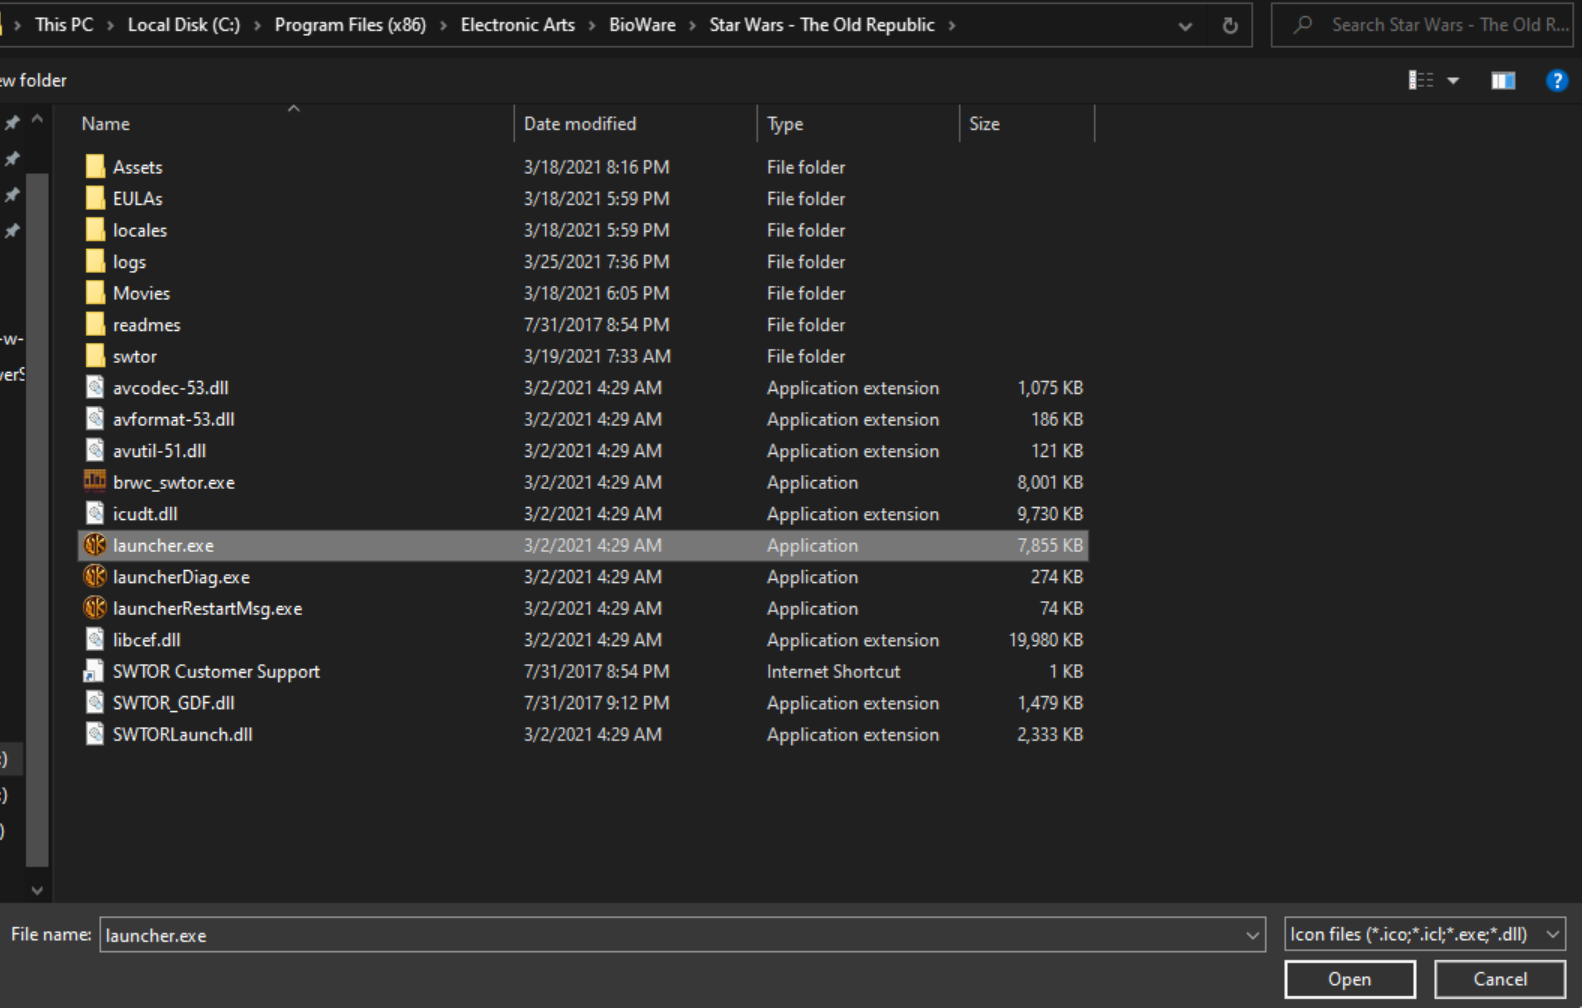 This PC > Local Disk (C:) > Program Files (x86) > Electronic Arts > BioWare > Star Wars - The Old Republic > Search Star Wars - The Old R...
ew folder
Name Date modified Type Size
Assets 3/18/2021 8:16 PM File folder
EULAs 3/18/2021 5:59 PM File folder
locales 3/18/2021 5:59 PM File folder
logs 3/25/2021 7:36 PM File folder
Movies 3/18/2021 6:05 PM File folder
readmes 7/31/2017 8:54 PM File folder
-w-
swtor 3/19/2021 7:33 AM File folder
verS
avcodec-53.dll 3/2/2021 4:29 AM Application extension 1,075 KB
avformat-53.dll 3/2/2021 4:29 AM Application extension 186 KB
avutil-51.dll 3/2/2021 4:29 AM Application extension 121 KB
brwc_swtor.exe 3/2/2021 4:29 AM Application 8,001 KB
icudt.dll 3/2/2021 4:29 AM Application extension 9,730 KB
launcher.exe 3/2/2021 4:29 AM Application 7,855 KB
launcherDiag.exe 3/2/2021 4:29 AM Application 274 KB
launcherRestartMsg.exe 3/2/2021 4:29 AM Application 74 KB
libcef.dll 3/2/2021 4:29 AM Application extension 19,980 KB
SWTOR Customer Support 7/31/2017 8:54 PM Internet Shortcut 1 KB
SWTOR_GDF.dll 7/31/2017 9:12 PM Application extension 1,479 KB
SWTORLaunch.dll 3/2/2021 4:29 AM Application extension 2,333 KB
:)
:)
)
File name: launcher.exe Icon files (*.ico;*.icl;*.exe;*.dll)
Open Cancel